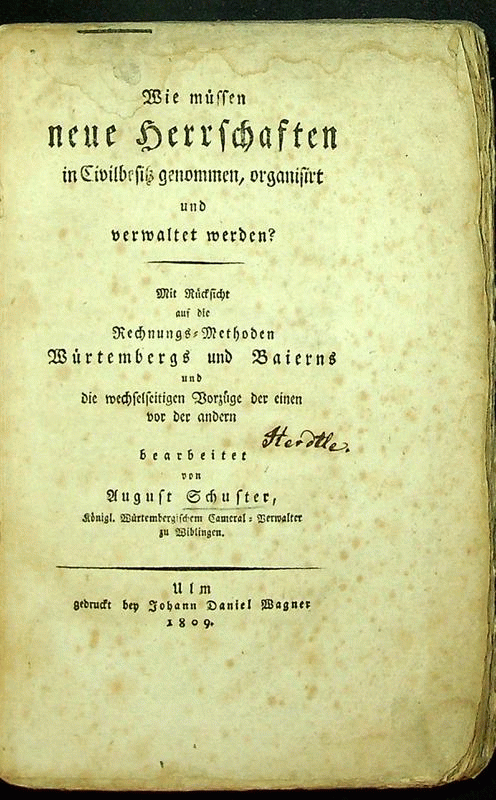 Wie müssen
neue Herrschaften
in Civilbesitz genommen, organisirt
und
verwaltet werden?
Mit Rücksicht
auf die
Rechnungs-Methoden
Würtembergs und Baierns
und
die wechselseitigen Vorzüge der einen
vor der andern
Herdtle.
bearbeitet
von
August Schuster,
Königl. Würtembergischem Cameral-Verwalter
zu Wiblingen.
Ulm
gedruckt bey Johann Daniel Wagner
1809.